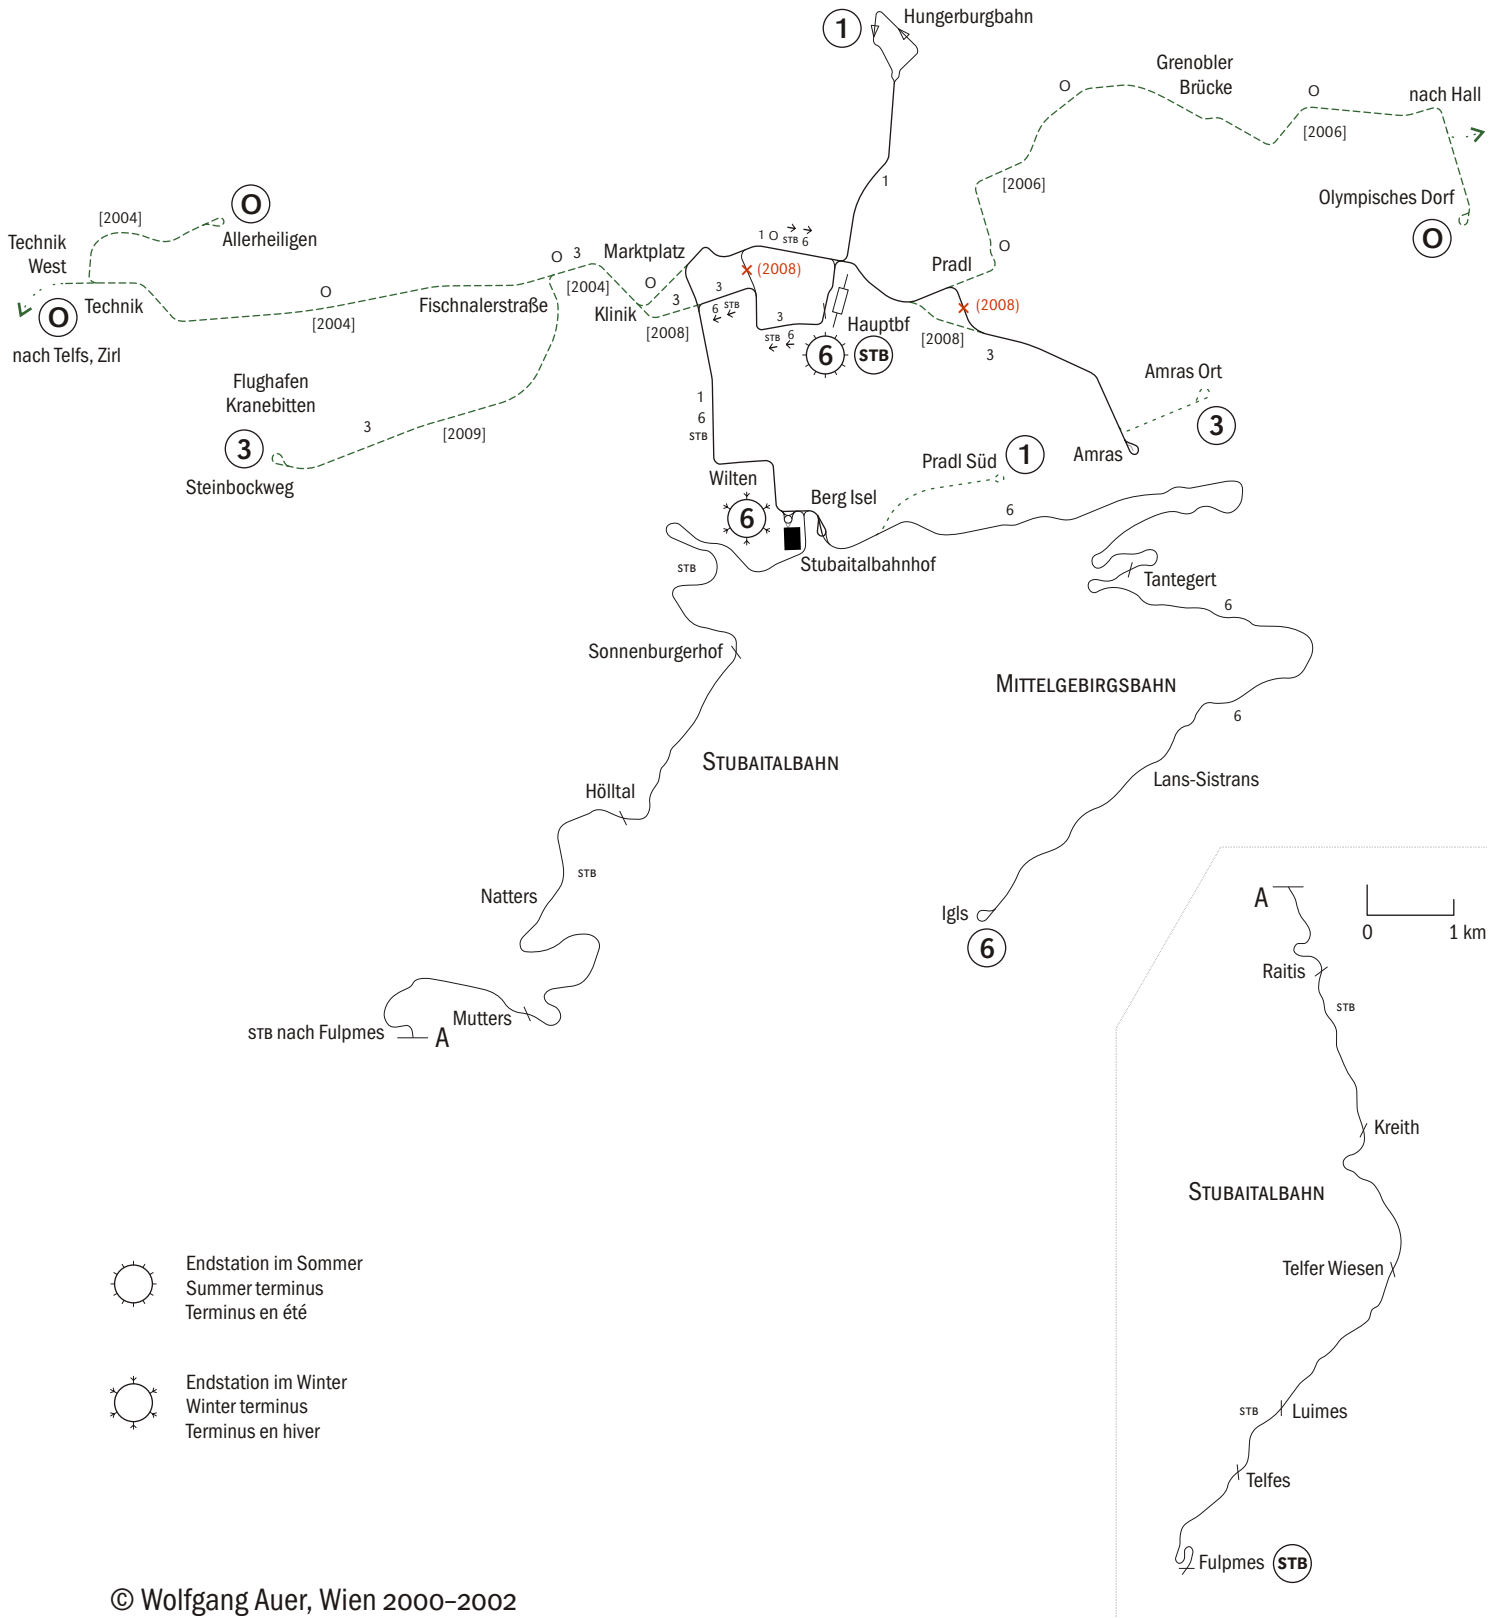 1
Hungerburgbahn
Grenobler
Brücke
O
O
nach Hall
[2006]
1
[2006]
Olympisches Dorf
O
O
[2004]
Allerheiligen
Technik
West
O
Technik
nach Telfs, Zirl
O
[2004]
Fischnalerstraße
O 3
[2004]
Klinik
Marktplatz
O
3
[2008]
1 O STB 6
(2008)
3
6 STB
3
STB 6
Hauptbf
6
STB
Pradl
O
(2008)
[2008]
3
Amras Ort
3
Amras
Flughafen
Kranebitten
3
Steinbockweg
3
[2009]
1
6
STB
Wilten
6
Berg Isel
Pradl Süd
1
6
Stubaitalbahnhof
STB
Tantegert
6
Sonnenburgerhof
MITTELGEBIRGSBAHN
6
STUBAITALBAHN
Lans-Sistrans
Hölltal
STB
Natters
Igls
6
Mutters
STB nach Fulpmes
A
A
0 1 km
Raitis
STB
Kreith
STUBAITALBAHN
Telfer Wiesen
STB
Luimes
Telfes
Fulpmes
STB
Endstation im Sommer
Summer terminus
Terminus en été
Endstation im Winter
Winter terminus
Terminus en hiver
© Wolfgang Auer, Wien 2000–2002